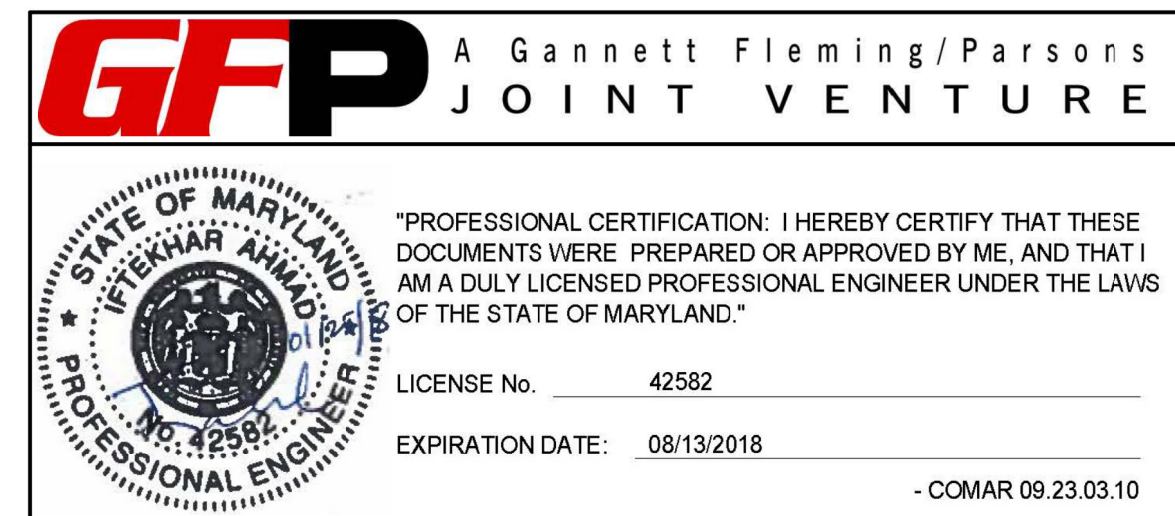 GFP
A Gannett Fleming/Parsons
JOINT VENTURE
STATE OF MARYLAND
IFTEKHAR AHMAD
No. 42582
★ PROFESSIONAL ENGINEER
"PROFESSIONAL CERTIFICATION: I HEREBY CERTIFY THAT THESE
DOCUMENTS WERE PREPARED OR APPROVED BY ME, AND THAT I
AM A DULY LICENSED PROFESSIONAL ENGINEER UNDER THE LAWS
OF THE STATE OF MARYLAND."
LICENSE No. 42582
EXPIRATION DATE: 08/13/2018
- COMAR 09.23.03.10